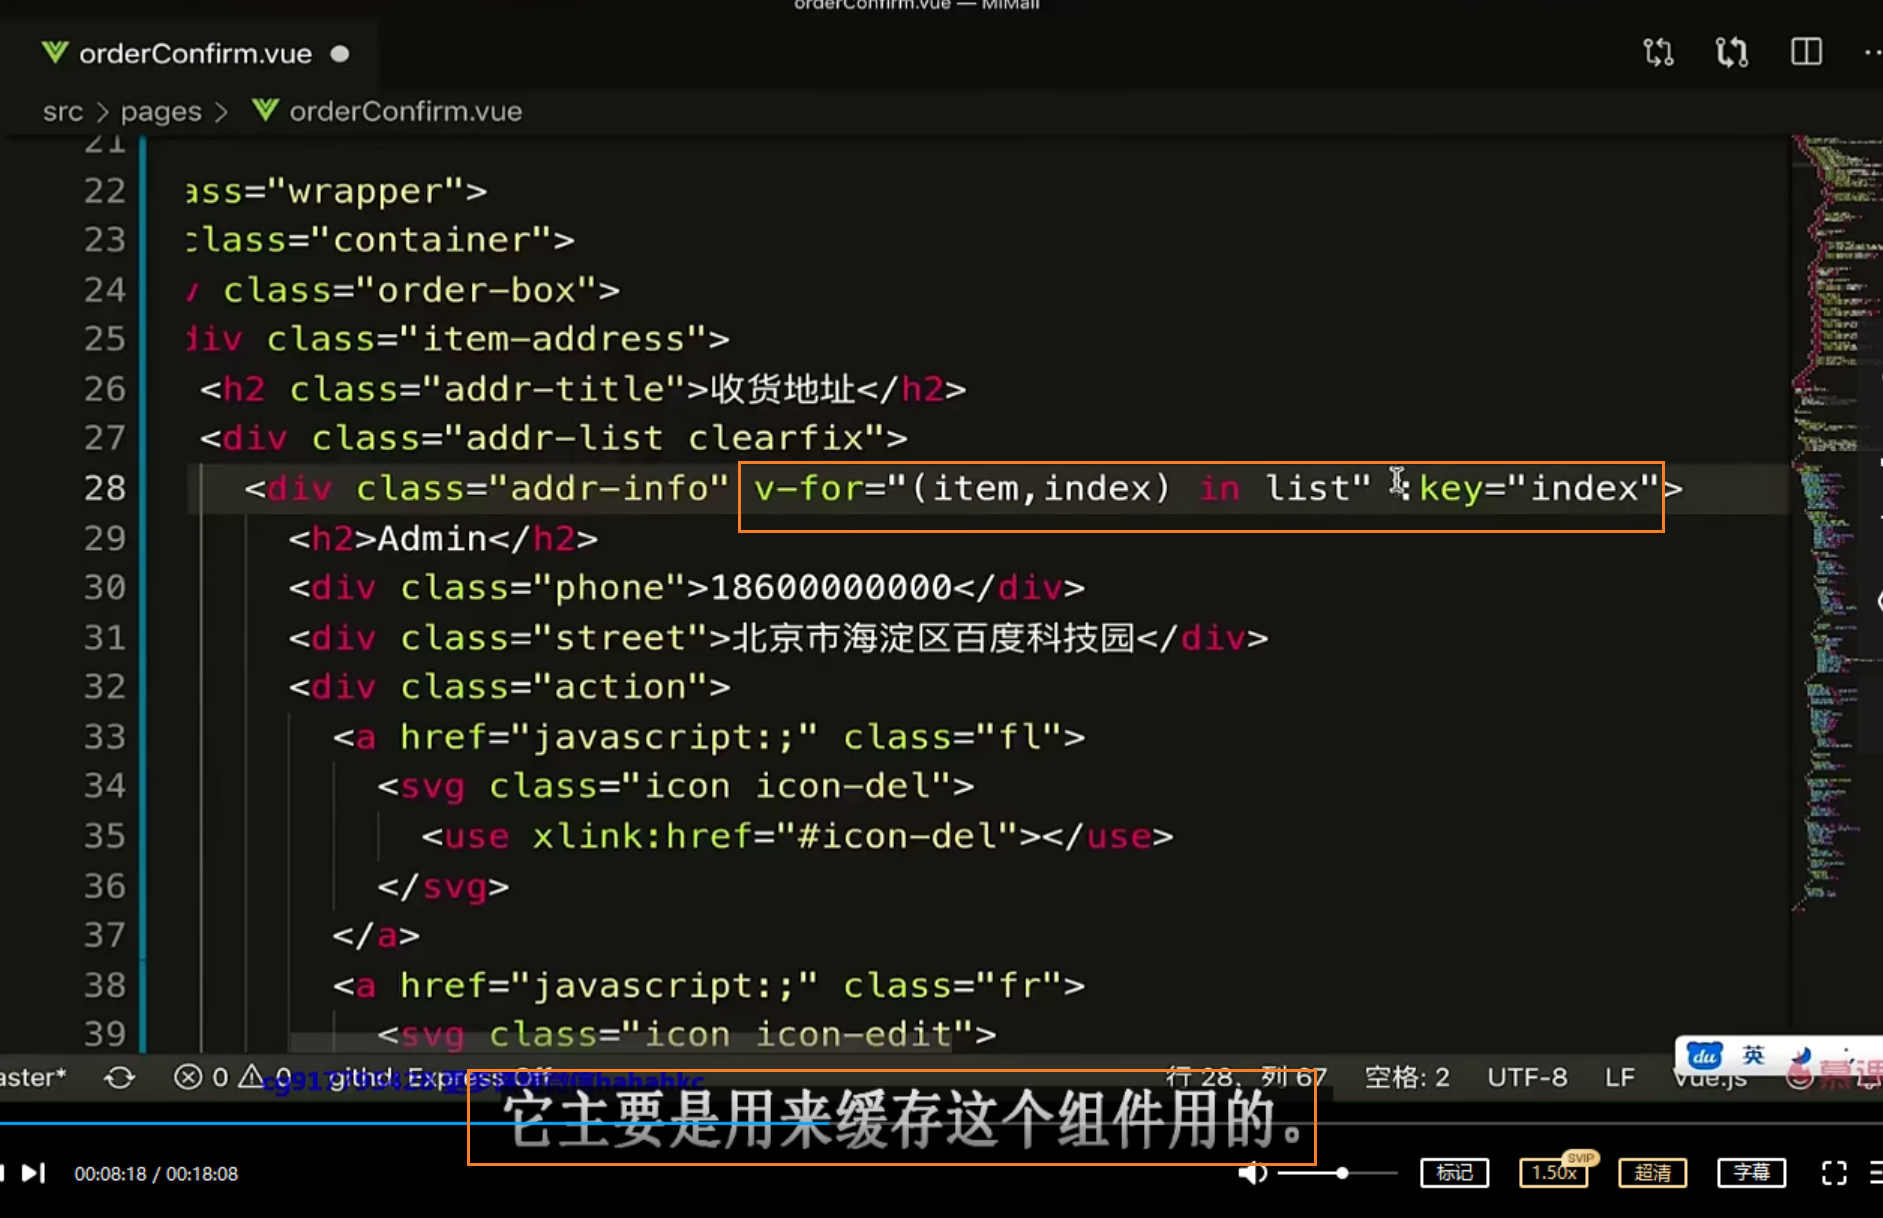 orderConfirm.vue — MiMall
orderConfirm.vue
src > pages > orderConfirm.vue
21
22 ass="wrapper">
23 class="container">
24 v class="order-box">
25 div class="item-address">
26 <h2 class="addr-title">收货地址</h2>
27 <div class="addr-list clearfix">
28 <div class="addr-info" v-for="(item,index) in list" :key="index">
29 <h2>Admin</h2>
30 <div class="phone">18600000000</div>
31 <div class="street">北京市海淀区百度科技园</div>
32 <div class="action">
33 <a href="javascript:;" class="fl">
34 <svg class="icon icon-del">
35 <use xlink:href="#icon-del"></use>
36 </svg>
37 </a>
38 <a href="javascript:;" class="fr">
39 <svg class="icon icon-edit">
du 英
aster* 0 0 行 28, 列 67 空格: 2 UTF-8 LF Vue.js 慕课
它主要是用来缓存这个组件用的。
00:08:18 / 00:18:08 标记 1.50x SVIP 超清 字幕